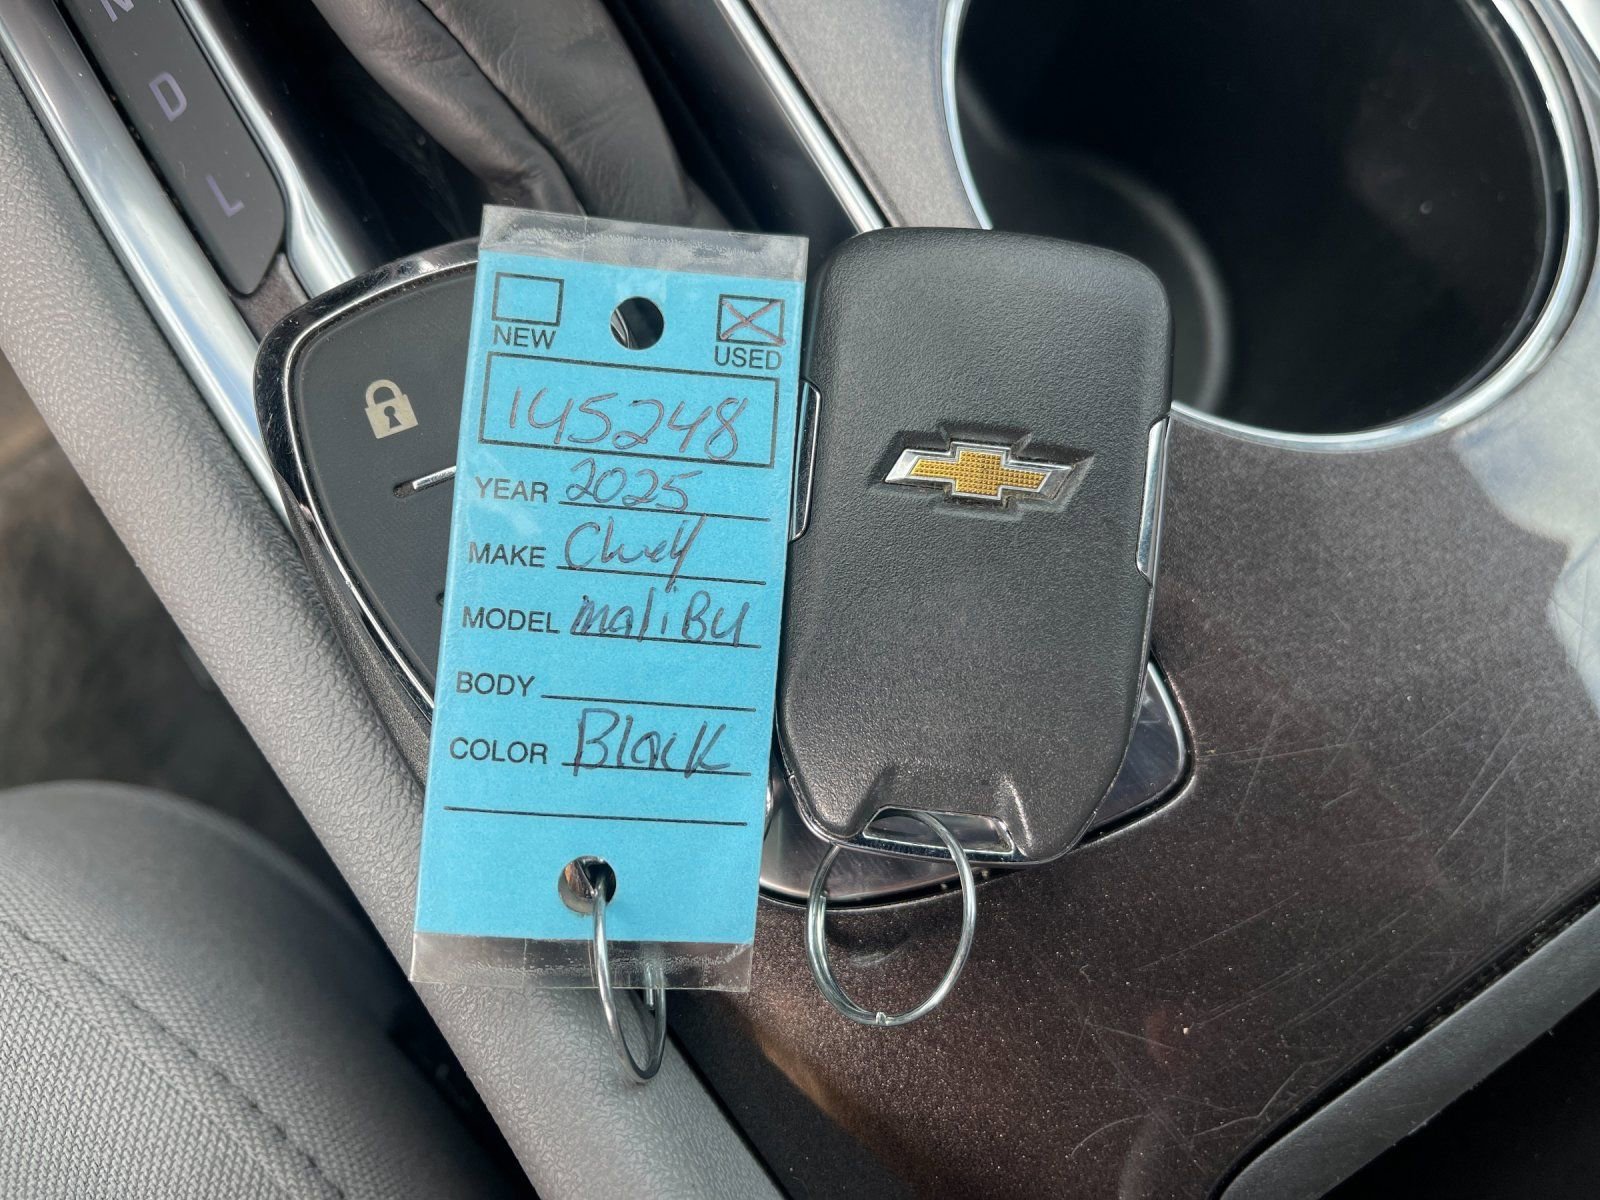 N
D
L
NEW
USED
145248
YEAR 2025
MAKE Chevy
MODEL maliBu
BODY
COLOR Black